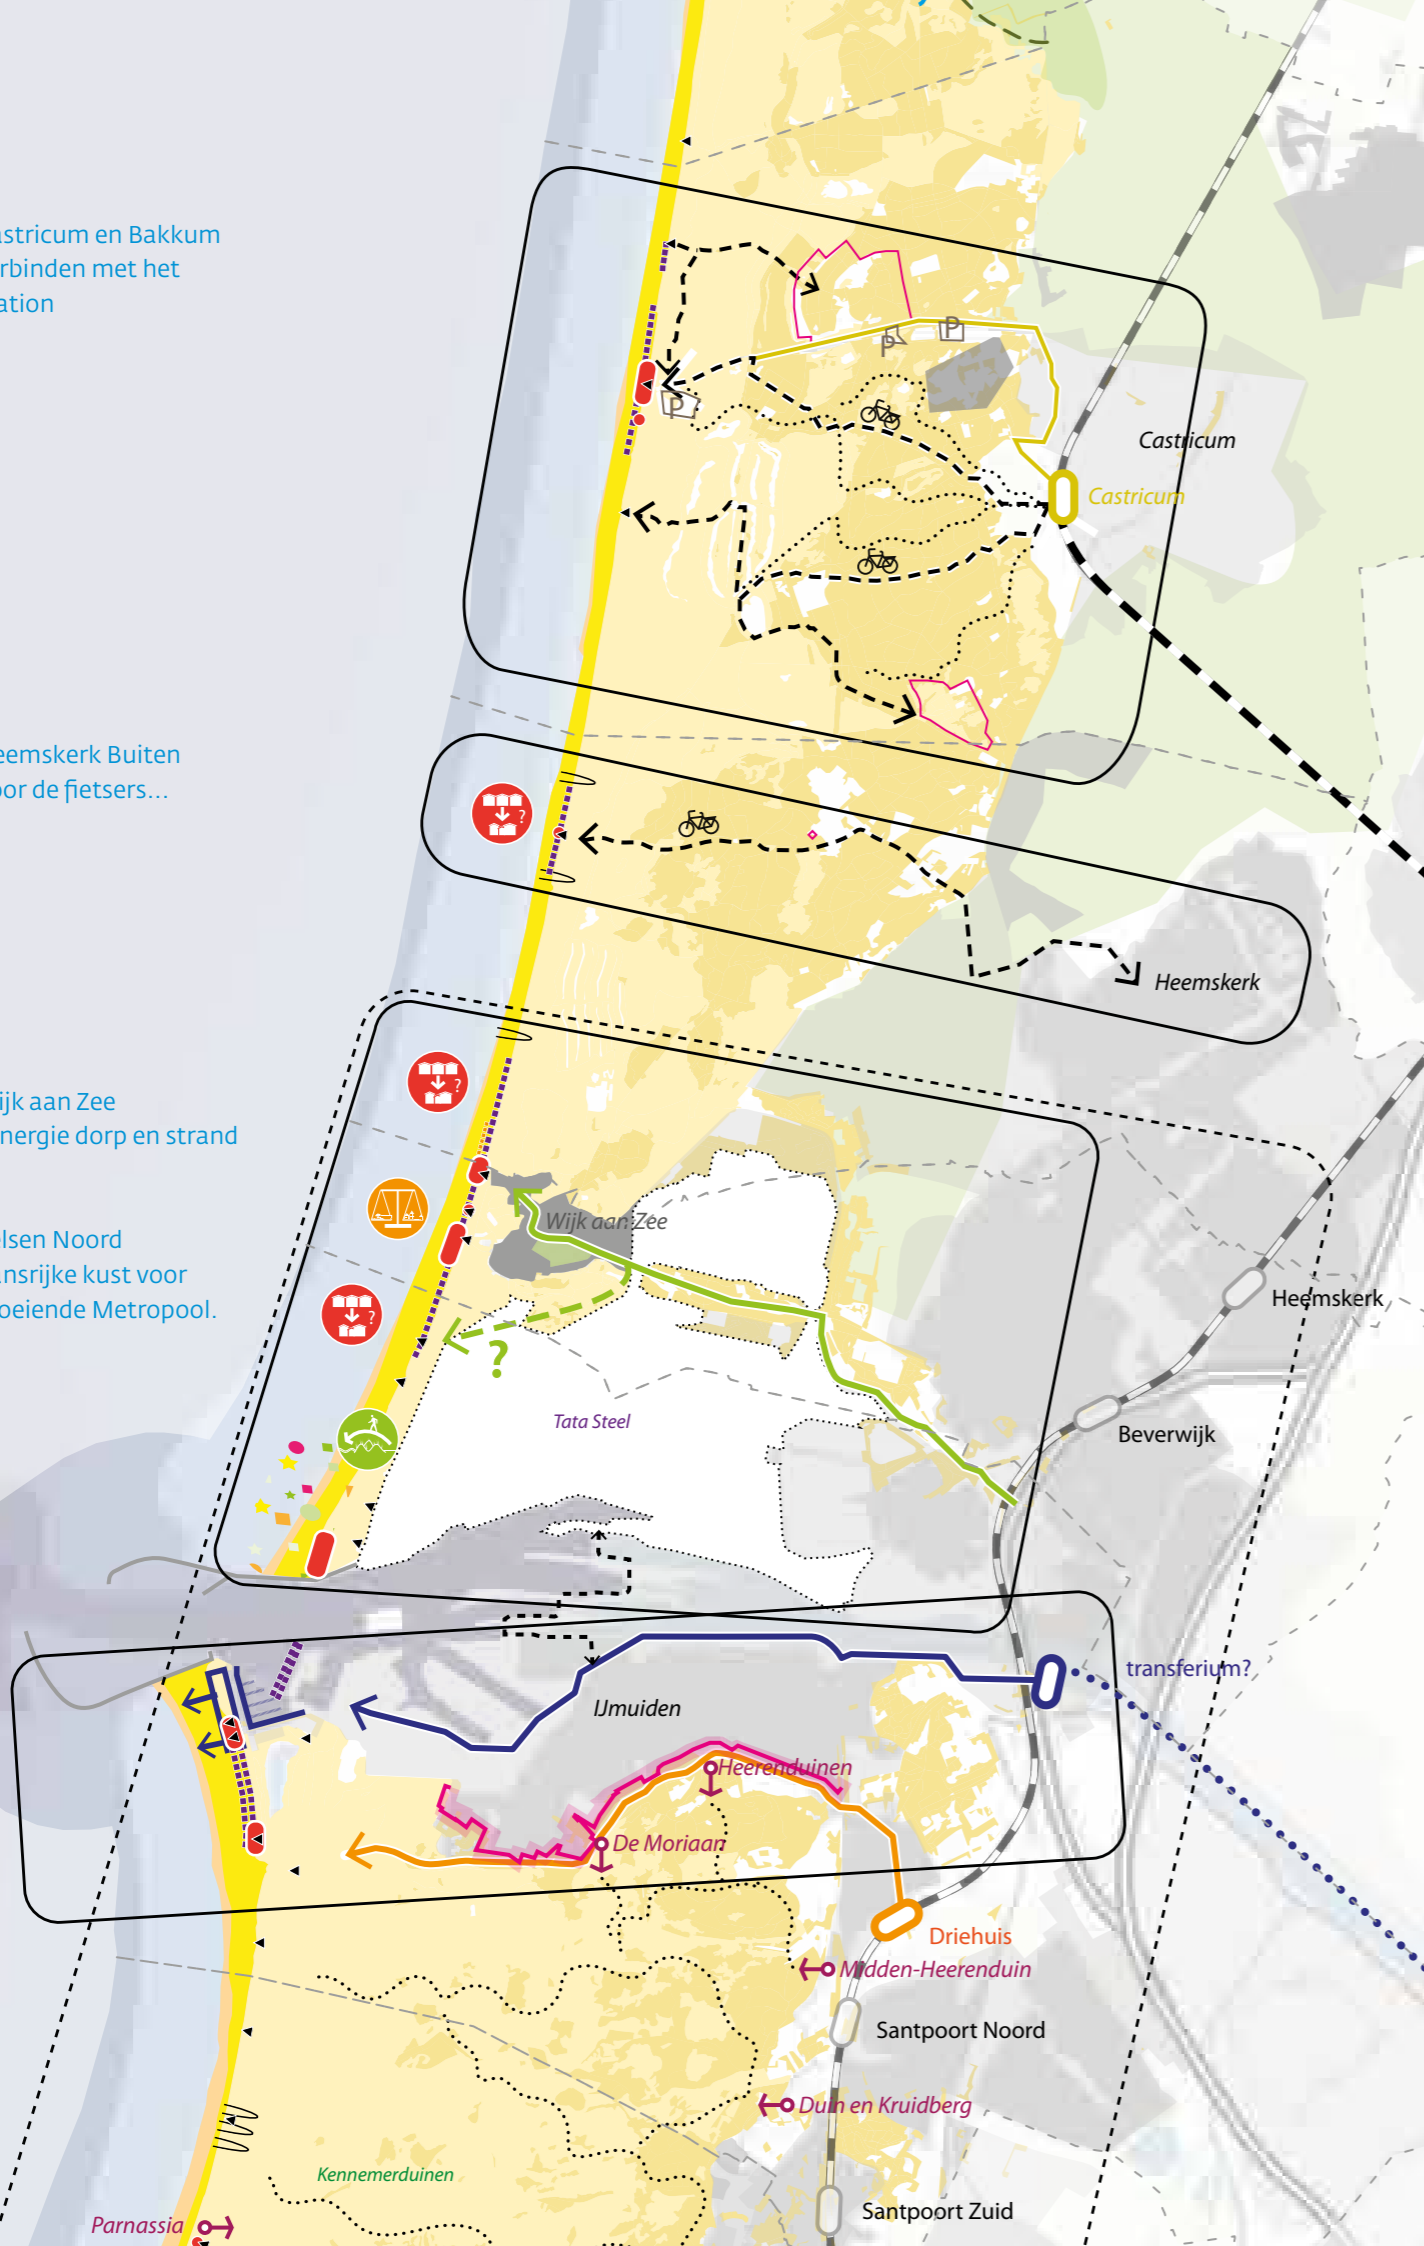 astricum en Bakkum
rbinden met het
ation
P
P
P
Castricum
Castricum
eemskerk Buiten
oor de fietsers...
?
Heemskerk
?
ijk aan Zee
nergie dorp en strand
Wijk aan Zee
elsen Noord
ansrijke kust voor
oeiende Metropool.
?
?
Heemskerk
Tata Steel
Beverwijk
transferium?
IJmuiden
Heerenduinen
De Moriaan
Driehuis
Midden-Heerenduin
Santpoort Noord
Duin en Kruidberg
Kennemerduinen
Santpoort Zuid
Parnassia